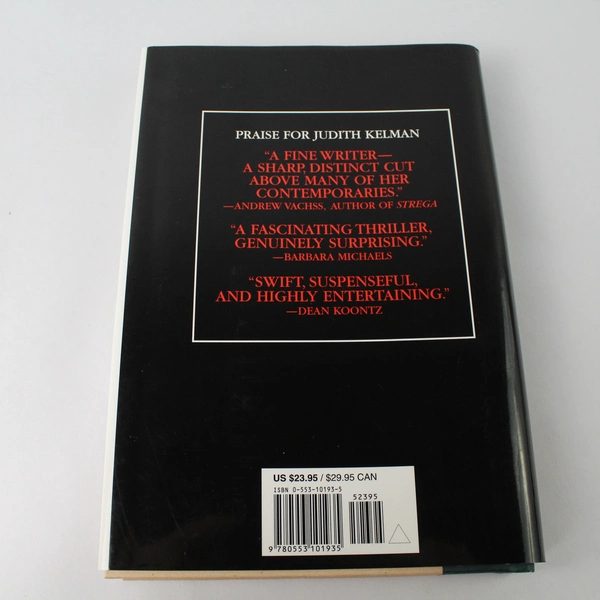 PRAISE FOR JUDITH KELMAN
"A FINE WRITER—
A SHARP, DISTINCT CUT
ABOVE MANY OF HER
CONTEMPORARIES."
—ANDREW VACHSS, AUTHOR OF STREGA
"A FASCINATING THRILLER,
GENUINELY SURPRISING."
—BARBARA MICHAELS
"SWIFT, SUSPENSEFUL,
AND HIGHLY ENTERTAINING."
—DEAN KOONTZ
US $23.95 / $29.95 CAN
ISBN 0-553-10193-5
52395
9 780553 101935